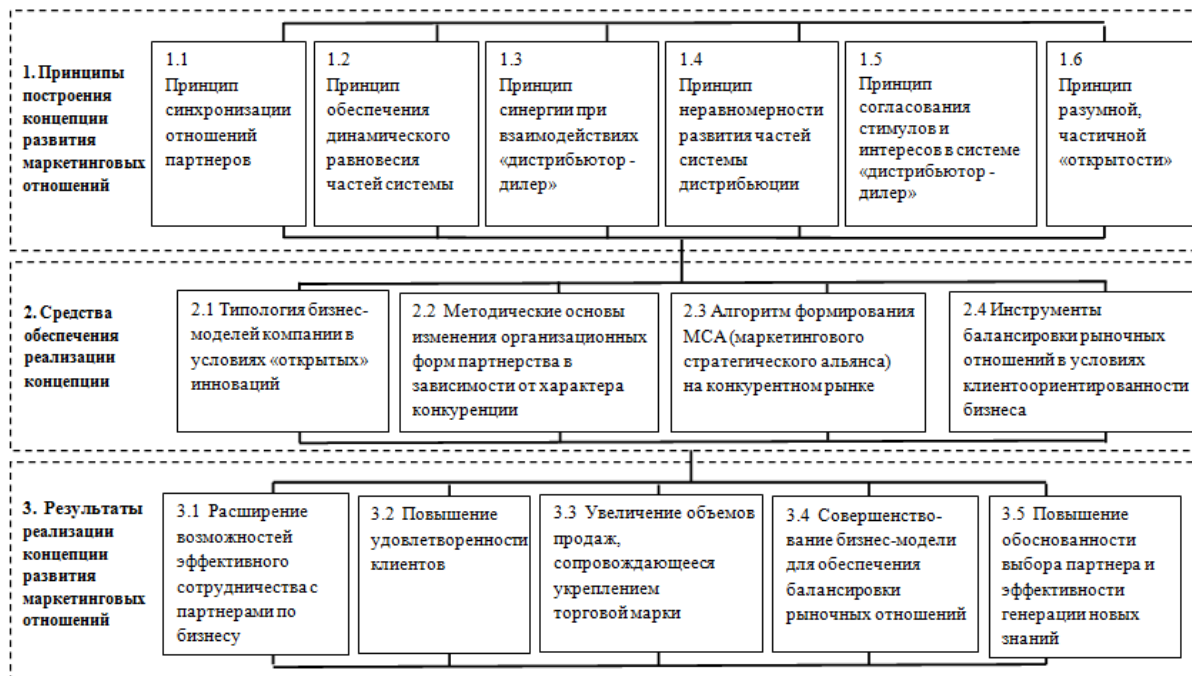 1. Принципы
построения
концепции
развития
маркетинговых
отношений
1.1
Принцип
синхронизации
отношений
партнеров
1.2
Принцип
обеспечения
динамического
равновесия
частей системы
1.3
Принцип
синергии при
взаимодействиях
«дистрибьютор -
дилер»
1.4
Принцип
неравномерности
развития частей
системы
дистрибьюции
1.5
Принцип
согласования
стимулов и
интересов в системе
«дистрибьютор -
дилер»
1.6
Принцип
разумной,
частичной
«открытости»
2. Средства
обеспечения
реализации
концепции
2.1 Типология бизнес-
моделей компании в
условиях «открытых»
инноваций
2.2 Методические основы
изменения организационных
форм партнерства в
зависимости от характера
конкуренции
2.3 Алгоритм формирования
МСА (маркетингового
стратегического альянса)
на конкурентном рынке
2.4 Инструменты
балансировки рыночных
отношений в условиях
клиентоориентированности
бизнеса
3. Результаты
реализации
концепции
развития
маркетинговых
отношений
3.1 Расширение
возможностей
эффективного
сотрудничества с
партнерами по
бизнесу
3.2 Повышение
удовлетворенности
клиентов
3.3 Увеличение объемов
продаж,
сопровождающееся
укреплением
торговой марки
3.4 Совершенство-
вание бизнес-модели
для обеспечения
балансировки
рыночных отношений
3.5 Повышение
обоснованности
выбора партнера и
эффективности
генерации новых
знаний